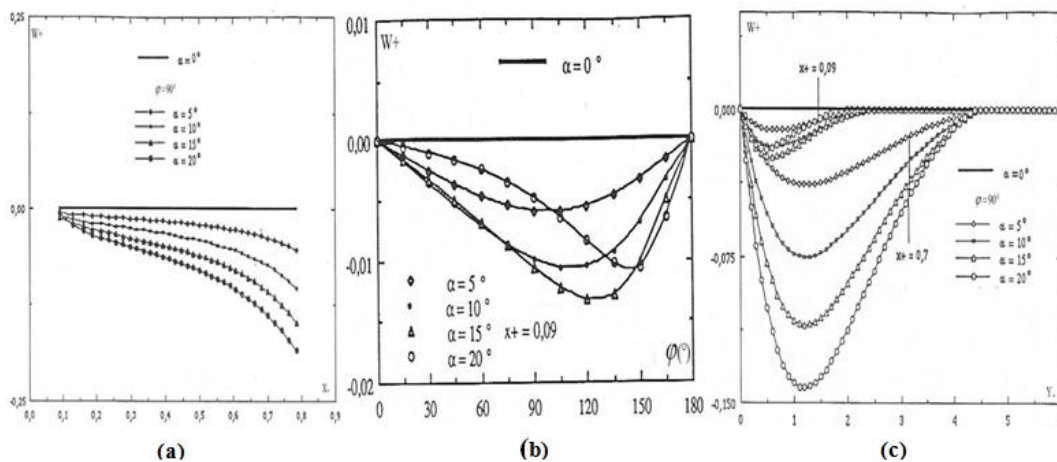 0,25
W+
α = 0°
φ=90°
α = 5°
α = 10°
α = 15°
α = 20°
0,00
-0,25
0,0 0,1 0,2 0,3 0,4 0,5 0,6 0,7 0,8 0,9
(a)
0,01
W+
α = 0°
0,00
-0,01
-0,02
α = 5°
α = 10°
α = 15° x+ = 0,09
α = 20°
φ(°)
0 30 60 90 120 150 180
(b)
W+
x+ = 0,09
0,000
α = 0°
φ=90°
α = 5°
α = 10°
α = 15°
α = 20°
x+ = 0,7
-0,075
-0,150
0 1 2 3 4 5
(c)